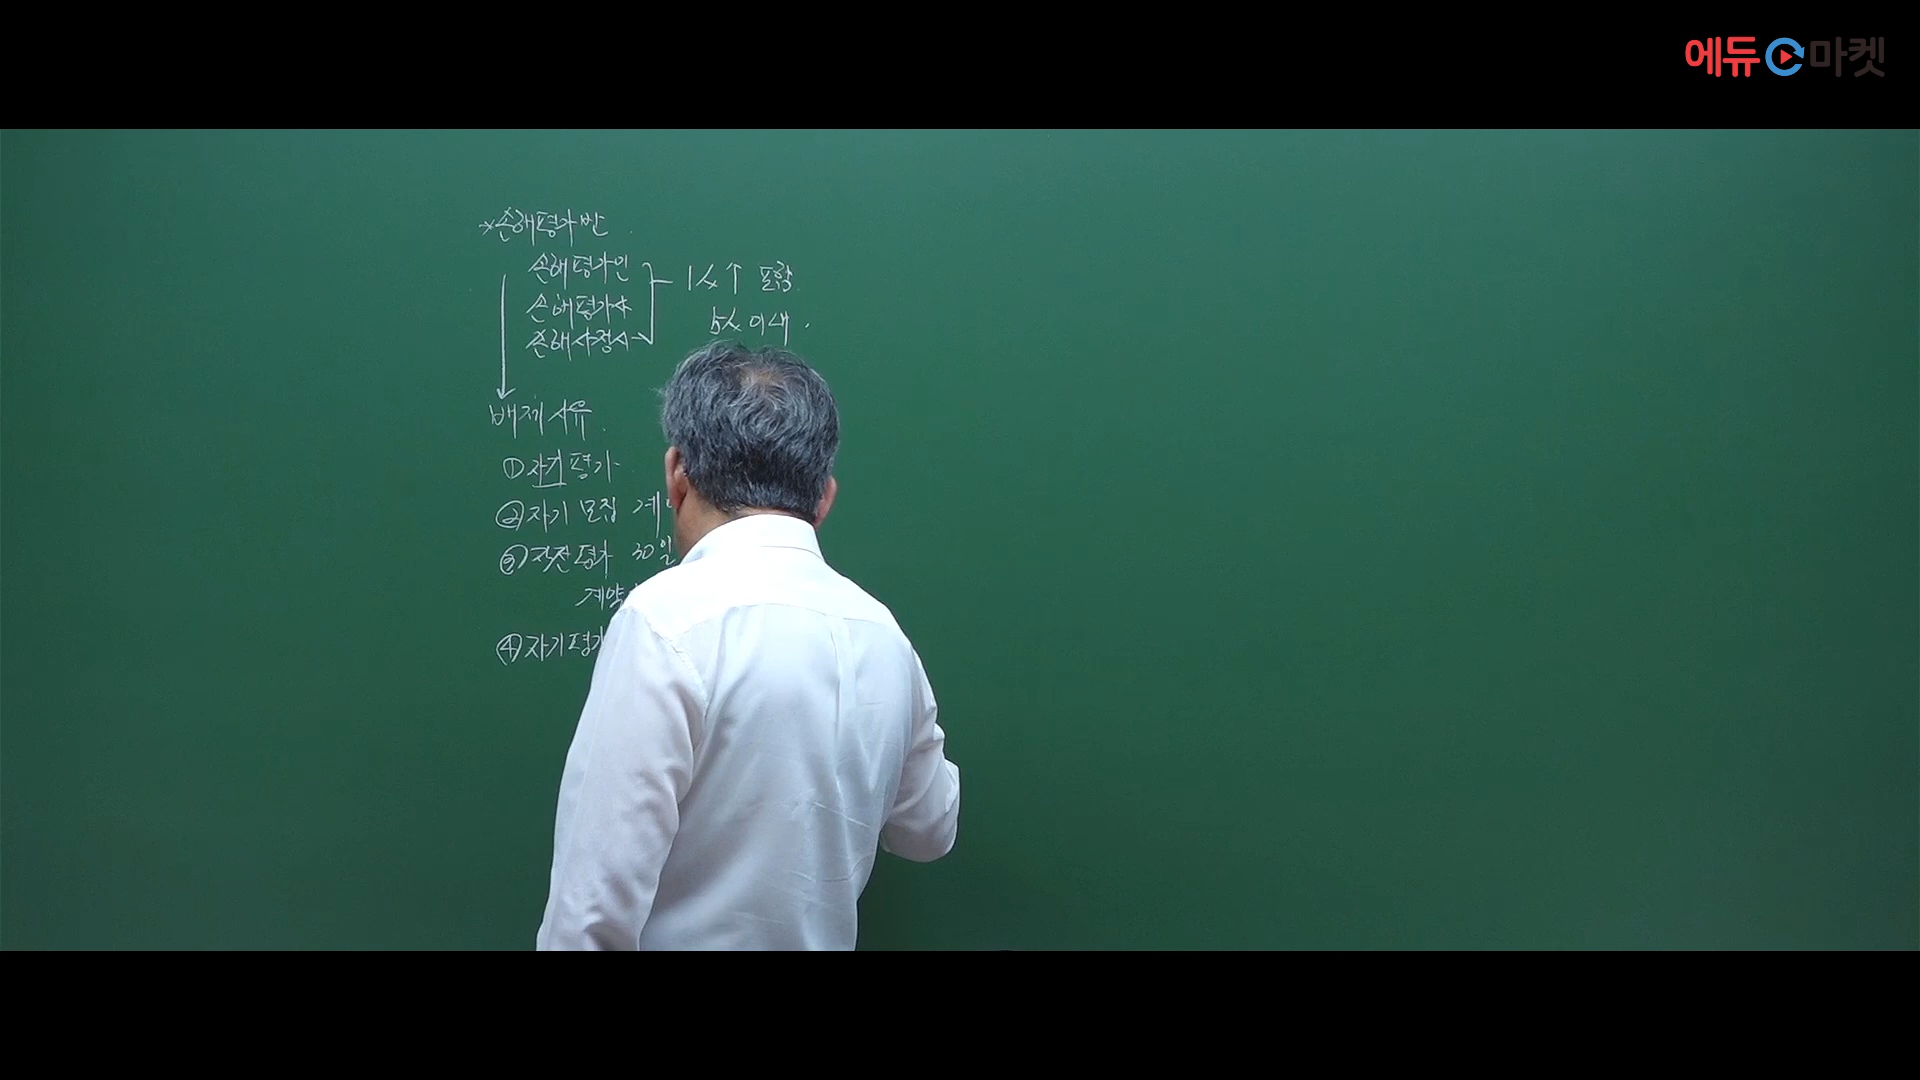 에듀 마켓
*손해평가반
손해평가인
손해평가사
손해사정사
1人↑ 포함.
5人 이내.
배제사유.
① 자기평가
② 자기 모집
③ 직전평가 30일
계약
④ 자기평가